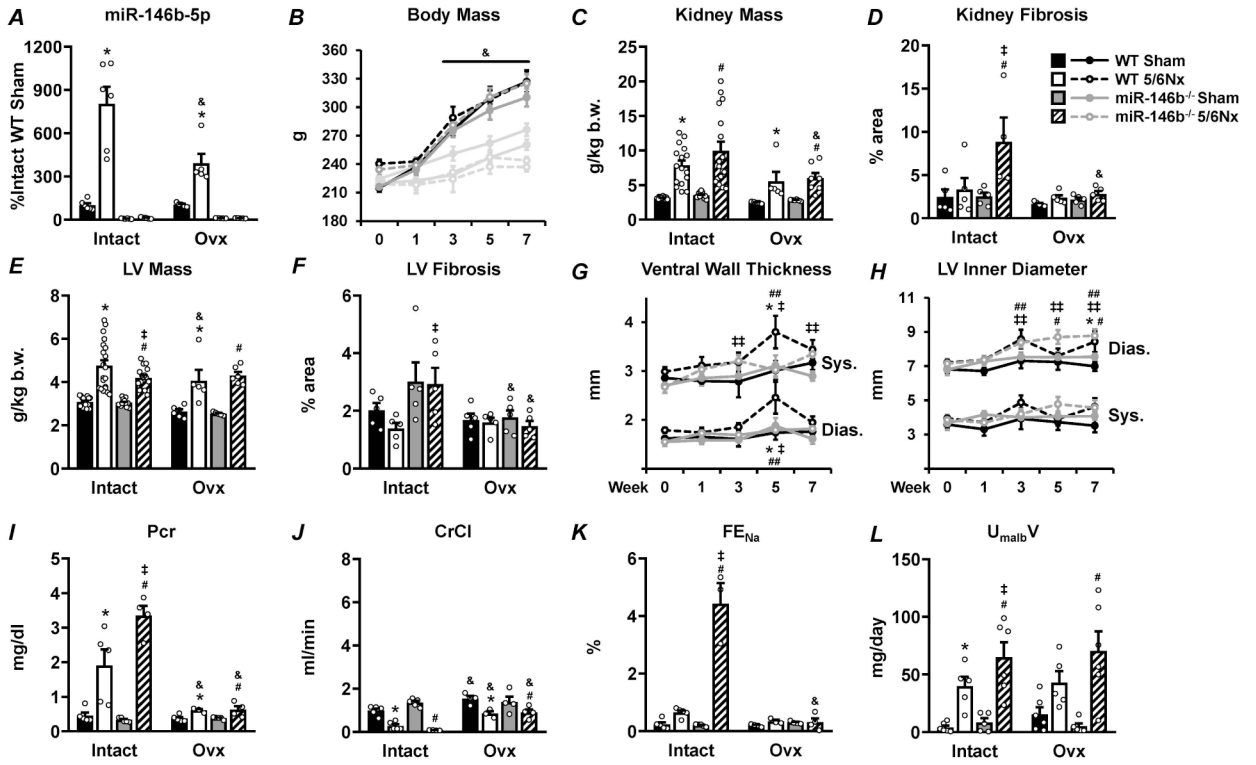 A miR-146b-5p
%Intact WT Sham
1200
900
600
300
0
*
&
*
Intact Ovx
B Body Mass
g
360
330
300
270
240
210
180
&
0 1 3 5 7
C Kidney Mass
g/kg b.w.
25
20
15
10
5
0
*
#
*
&
#
Intact Ovx
D Kidney Fibrosis
% area
20
15
10
5
0
‡
#
&
Intact Ovx
WT Sham
WT 5/6Nx
miR-146b-/- Sham
miR-146b-/- 5/6Nx
E LV Mass
g/kg b.w.
8
6
4
2
0
*
‡
#
&
*
#
Intact Ovx
F LV Fibrosis
% area
6
4
2
0
‡
&
&
Intact Ovx
G Ventral Wall Thickness
mm
4
3
2
1
‡‡
##
* ‡
‡‡
Sys.
Dias.
* ‡
##
Week 0 1 3 5 7
H LV Inner Diameter
mm
11
9
7
5
3
1
##
‡‡
‡‡
#
##
‡‡
* #
Dias.
Sys.
Week 0 1 3 5 7
I Pcr
mg/dl
5
4
3
2
1
0
*
‡
#
&
*
&
#
Intact Ovx
J CrCl
ml/min
8
6
4
2
0
*
#
&
&
*
&
#
Intact Ovx
K FENa
%
6
4
2
0
‡
#
&
Intact Ovx
L UmalbV
mg/day
150
100
50
0
*
‡
#
#
Intact Ovx